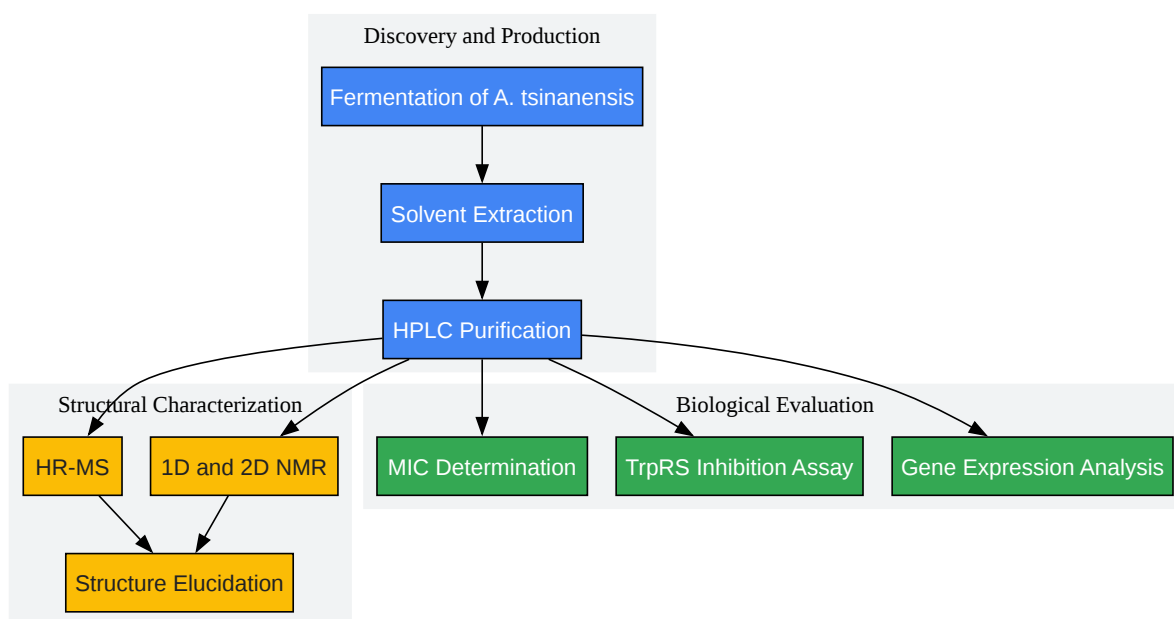 Discovery and Production
Fermentation of A. tsinanensis
Solvent Extraction
HPLC Purification
Structural Characterization
Biological Evaluation
HR-MS
1D and 2D NMR
MIC Determination
TrpRS Inhibition Assay
Gene Expression Analysis
Structure Elucidation